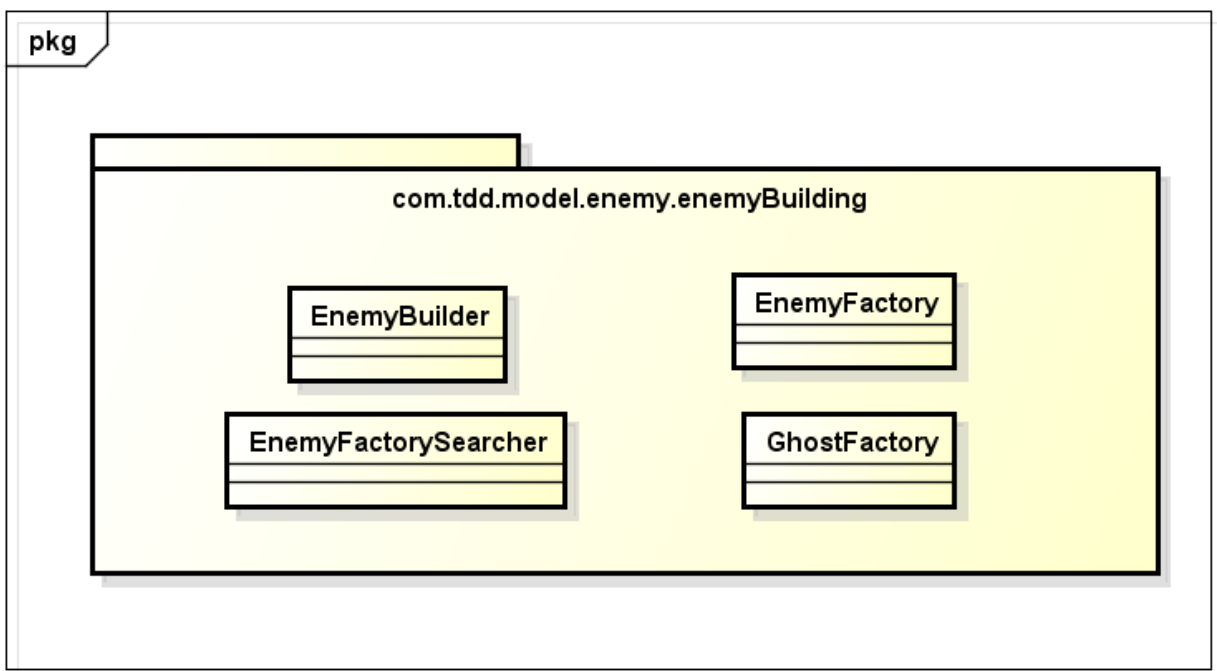 pkg
com.tdd.model.enemy.enemyBuilding
EnemyBuilder
EnemyFactory
EnemyFactorySearcher
GhostFactory